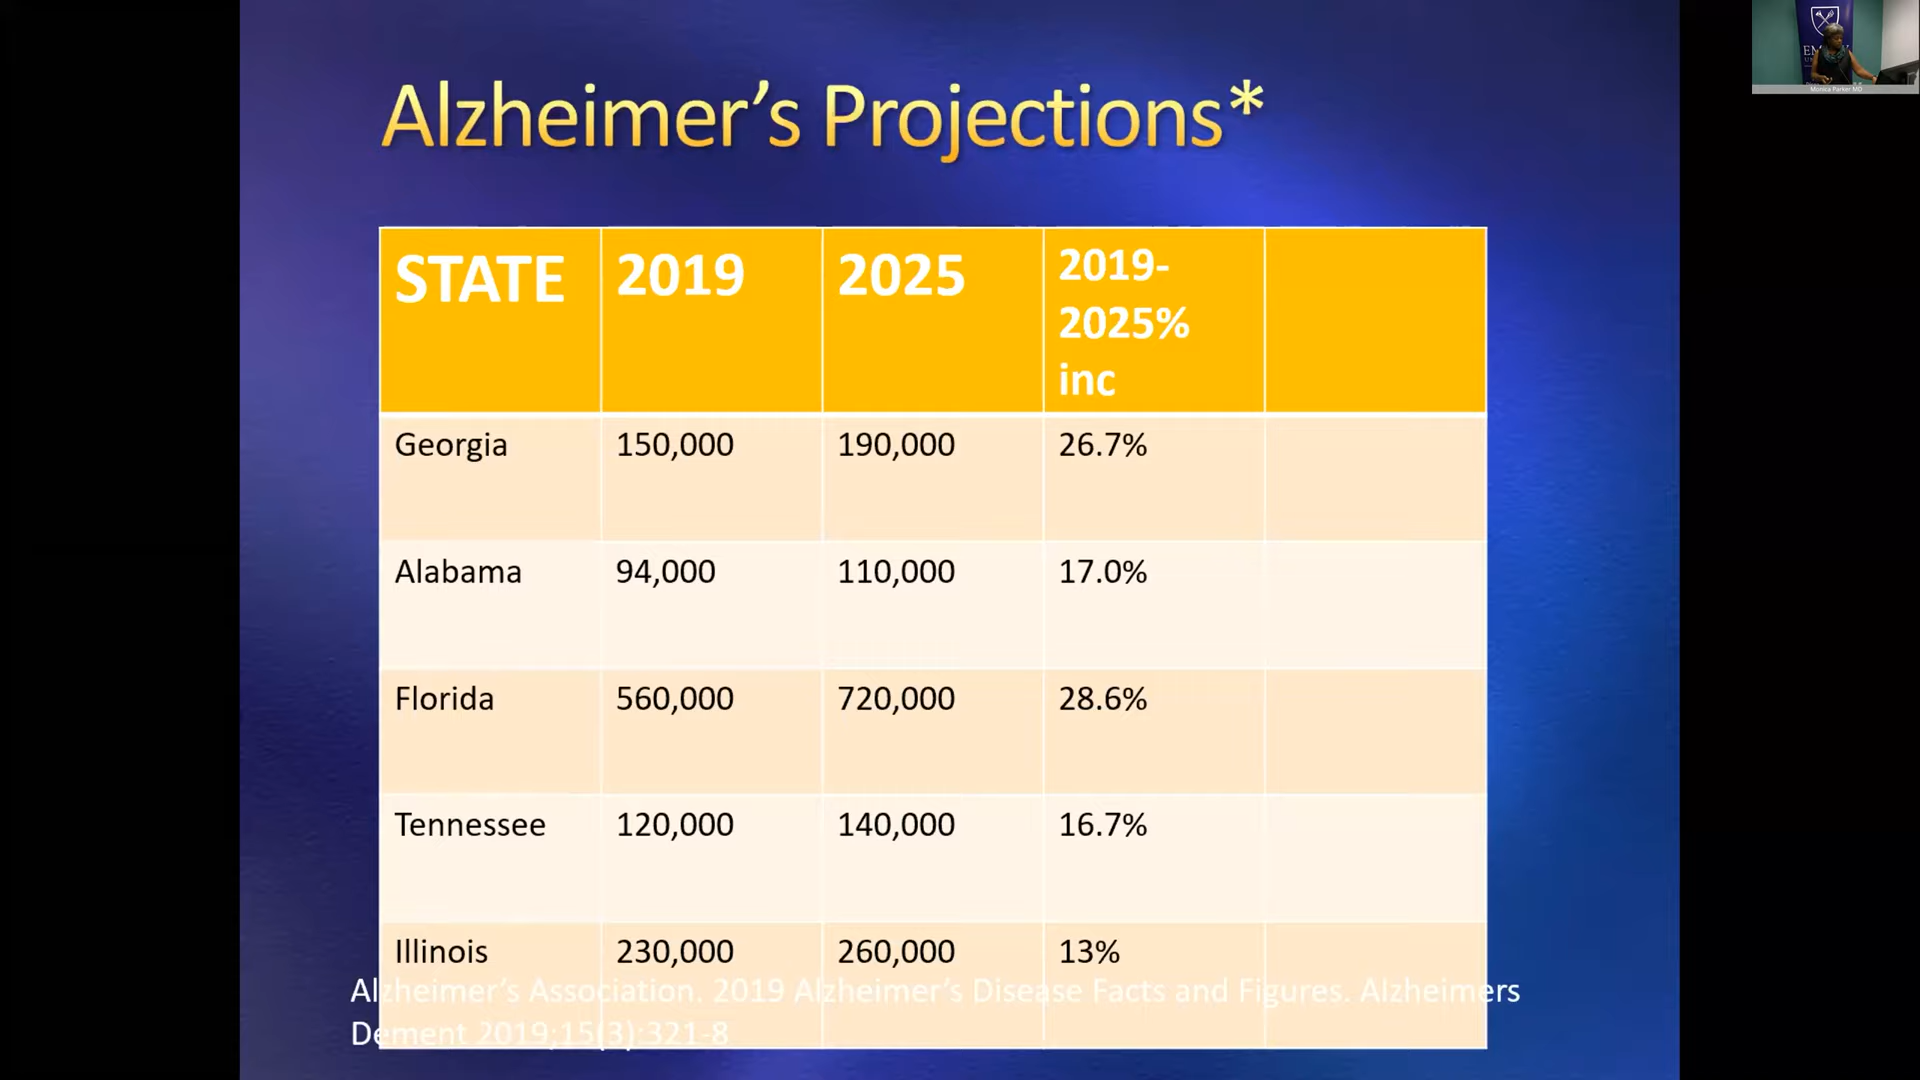 Alzheimer's Projections*
STATE 2019 2025 2019-
2025%
inc
Georgia 150,000 190,000 26.7%
Alabama 94,000 110,000 17.0%
Florida 560,000 720,000 28.6%
Tennessee 120,000 140,000 16.7%
Illinois 230,000 260,000 13%
Alzheimer's Association. 2019 Alzheimer's Disease Facts and Figures. Alzheimers
Dement 2019;15(3):321-8
Monica Parker MD